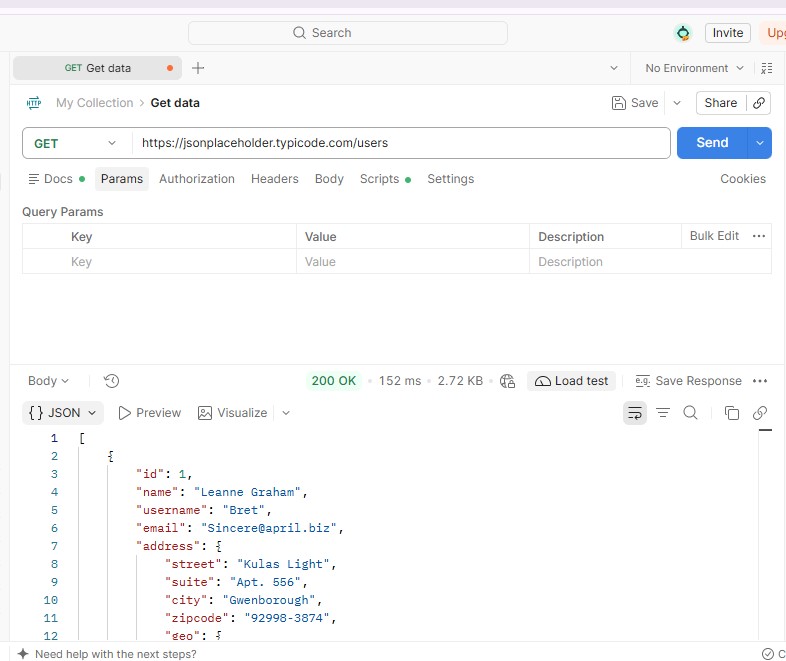 Search
Invite
Upg
GET Get data
No Environment
HTTP My Collection > Get data
Save
Share
GET
https://jsonplaceholder.typicode.com/users
Send
Docs Params Authorization Headers Body Scripts Settings Cookies
Query Params
Key Value Description Bulk Edit
Key Value Description
Body
200 OK • 152 ms • 2.72 KB
Load test
e.g. Save Response
{} JSON Preview Visualize
1 [
2 {
3 "id": 1,
4 "name": "Leanne Graham",
5 "username": "Bret",
6 "email": "Sincere@april.biz",
7 "address": {
8 "street": "Kulas Light",
9 "suite": "Apt. 556",
10 "city": "Gwenborough",
11 "zipcode": "92998-3874",
12 "geo": {
Need help with the next steps?
C